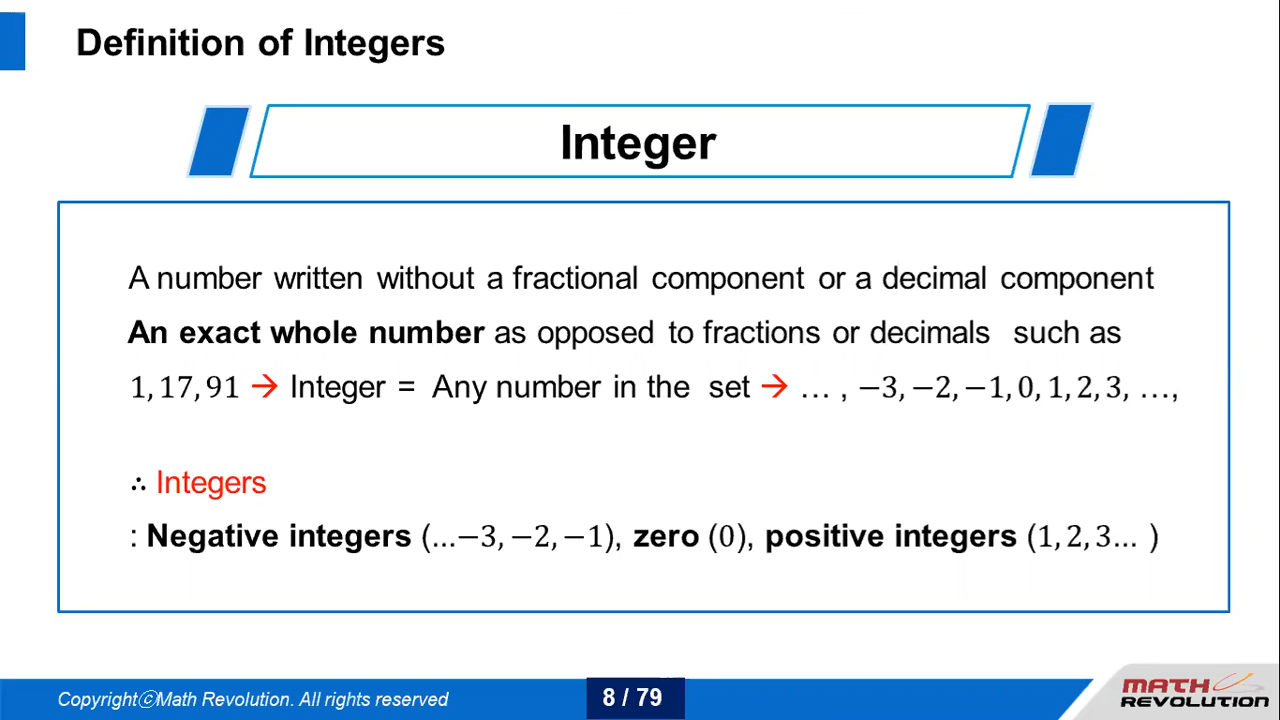 Definition of Integers
Integer
A number written without a fractional component or a decimal component
An exact whole number as opposed to fractions or decimals such as
1, 17, 91 → Integer = Any number in the set → … , −3, −2, −1, 0, 1, 2, 3, …,
∴ Integers
: Negative integers (…−3, −2, −1), zero (0), positive integers (1, 2, 3… )
CopyrightⓒMath Revolution. All rights reserved
8 / 79
MATH
REVOLUTION